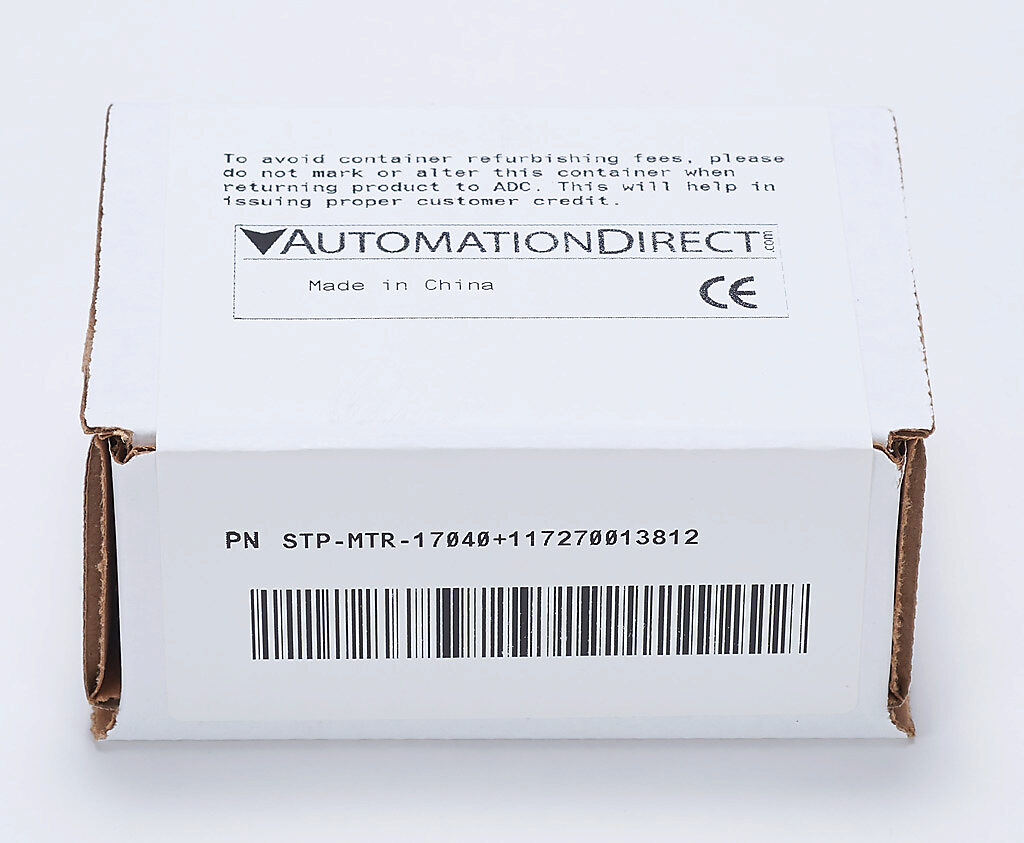 To avoid container refurbishing fees, please
do not mark or alter this container when
returning product to ADC. This will help in
issuing proper customer credit.
AUTOMATIONDIRECT.com
Made in China CE
PN STP-MTR-17040+117270013812